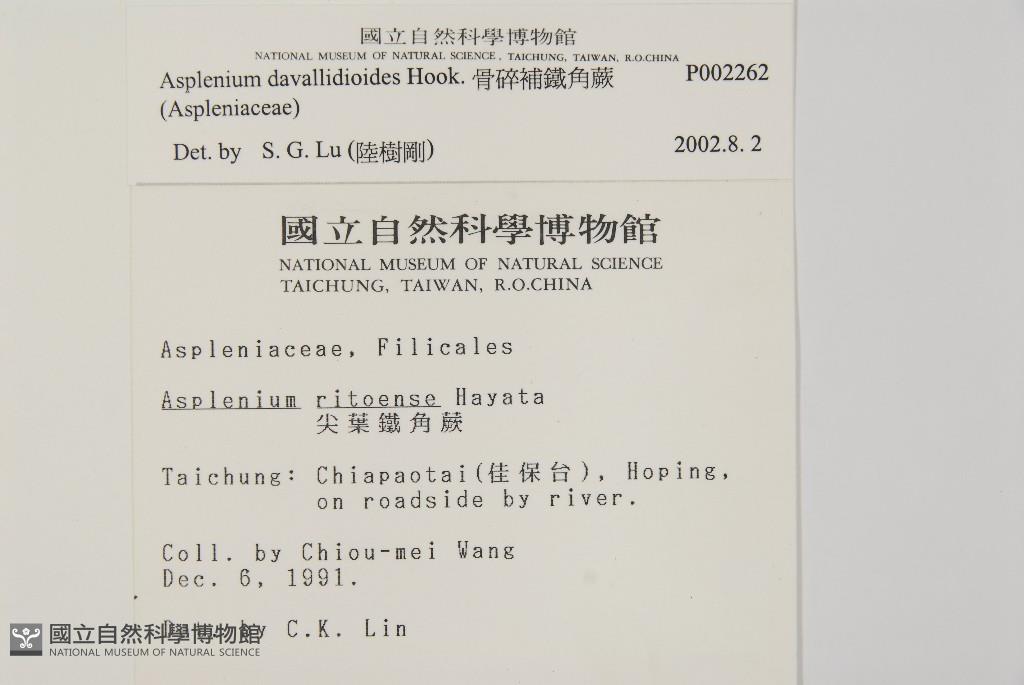 國立自然科學博物館
NATIONAL MUSEUM OF NATURAL SCIENCE, TAICHUNG, TAIWAN, R.O.CHINA
Asplenium davallidioides Hook. 骨碎補鐵角蕨 P002262
(Aspleniaceae)
Det. by S. G. Lu (陸樹剛) 2002.8. 2
國立自然科學博物館
NATIONAL MUSEUM OF NATURAL SCIENCE
TAICHUNG, TAIWAN, R.O.CHINA
Aspleniaceae, Filicales
Asplenium ritoense Hayata
尖葉鐵角蕨
Taichung: Chiapaotai(佳保台), Hoping,
on roadside by river.
Coll. by Chiou-mei Wang
Dec. 6, 1991.
by C.K. Lin
國立自然科學博物館
NATIONAL MUSEUM OF NATURAL SCIENCE